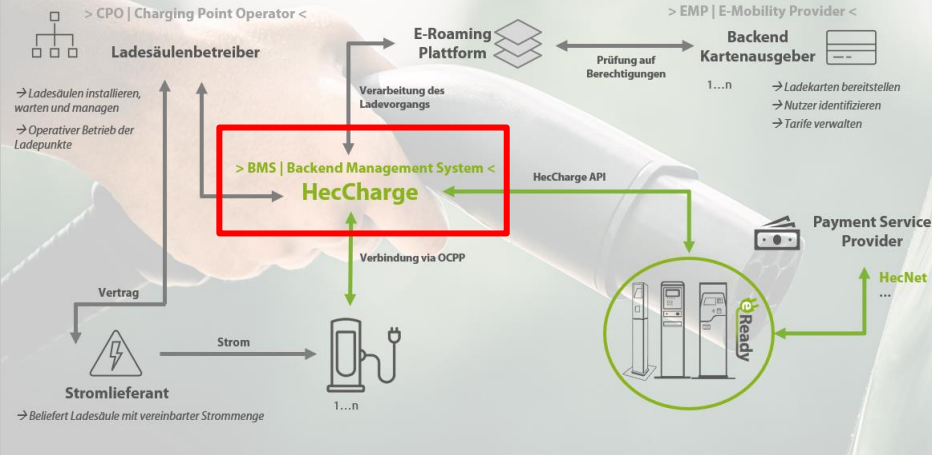 > CPO | Charging Point Operator <
Ladesäulenbetreiber
→ Ladesäulen installieren,
warten und managen
→ Operativer Betrieb der
Ladepunkte
E-Roaming
Plattform
Verarbeitung des
Ladevorgangs
Prüfung auf
Berechtigungen
> EMP | E-Mobility Provider <
Backend
Kartenausgeber
1...n
→ Ladekarten bereitstellen
→ Nutzer identifizieren
→ Tarife verwalten
> BMS | Backend Management System <
HecCharge
HecCharge API
Verbindung via OCPP
Payment Service
Provider
HecNet
...
eReady
Vertrag
Strom
Stromlieferant
→ Beliefert Ladesäule mit vereinbarter Strommenge
1...n